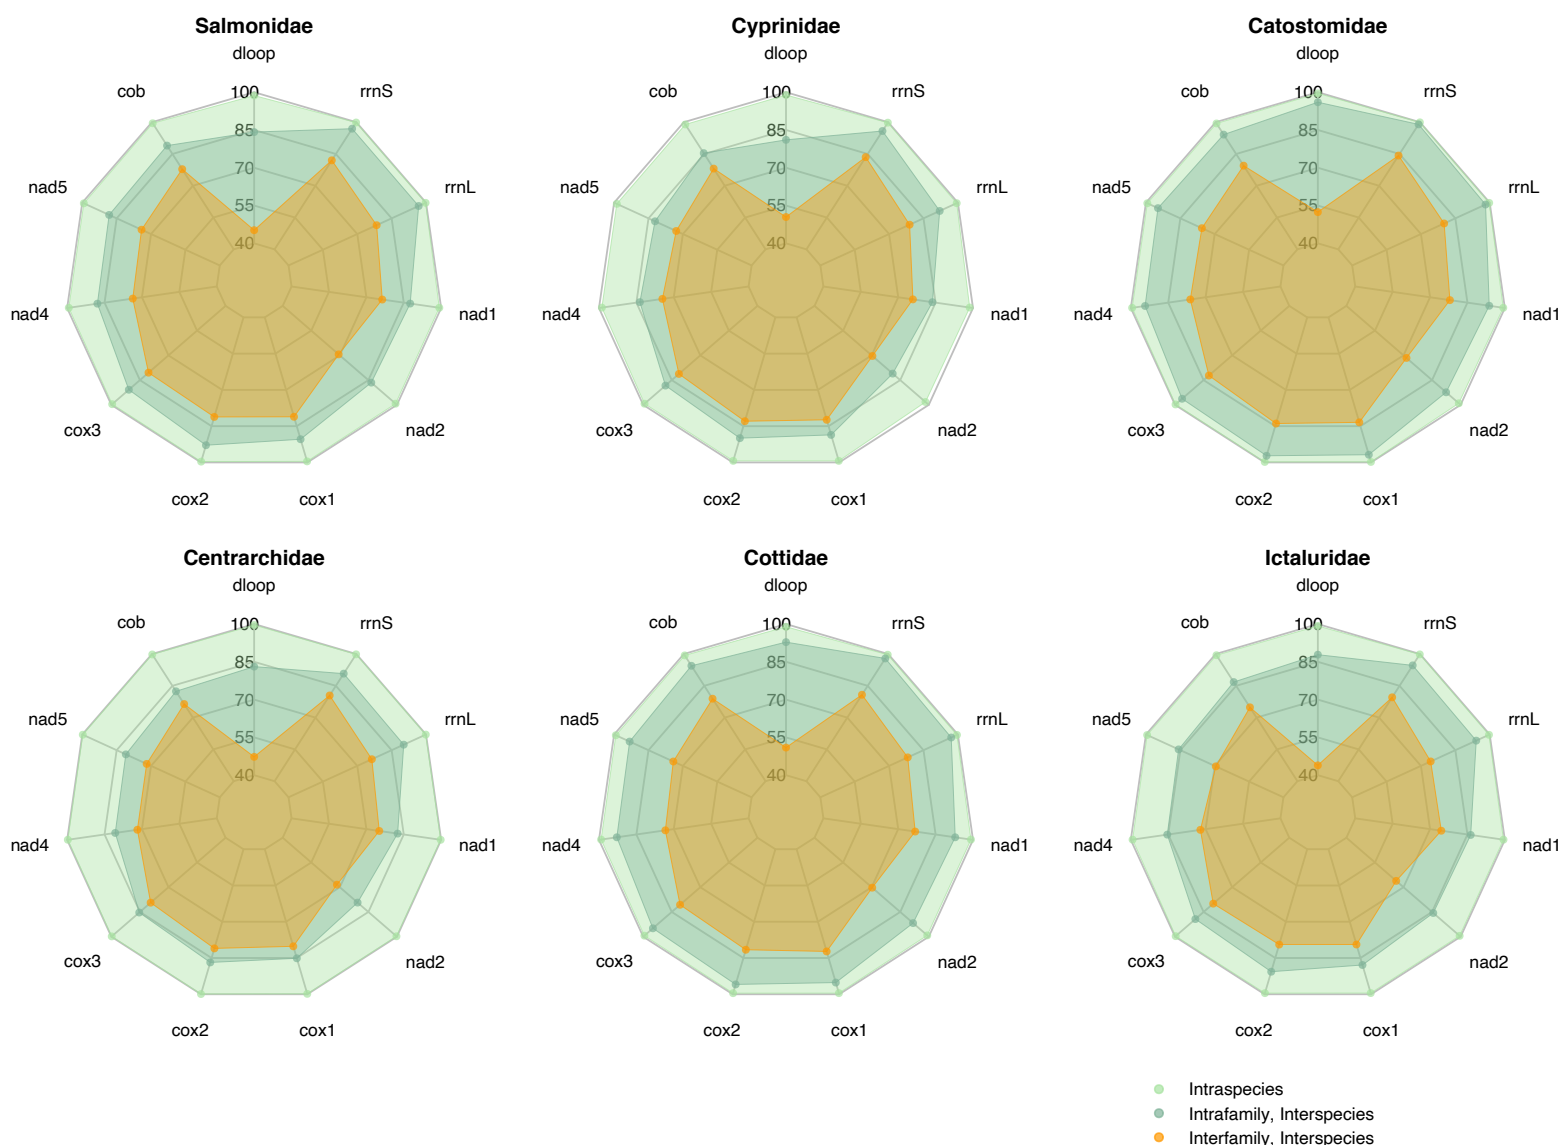 Salmonidae
dloop
rrnS
rrnL
nad1
nad2
cox1
cox2
cox3
nad4
nad5
cob
100
85
70
55
40
Cyprinidae
dloop
rrnS
rrnL
nad1
nad2
cox1
cox2
cox3
nad4
nad5
cob
100
85
70
55
40
Catostomidae
dloop
rrnS
rrnL
nad1
nad2
cox1
cox2
cox3
nad4
nad5
cob
100
85
70
55
40
Centrarchidae
dloop
rrnS
rrnL
nad1
nad2
cox1
cox2
cox3
nad4
nad5
cob
100
85
70
55
40
Cottidae
dloop
rrnS
rrnL
nad1
nad2
cox1
cox2
cox3
nad4
nad5
cob
100
85
70
55
40
Ictaluridae
dloop
rrnS
rrnL
nad1
nad2
cox1
cox2
cox3
nad4
nad5
cob
100
85
70
55
40
Intraspecies
Intrafamily, Interspecies
Interfamily, Interspecies